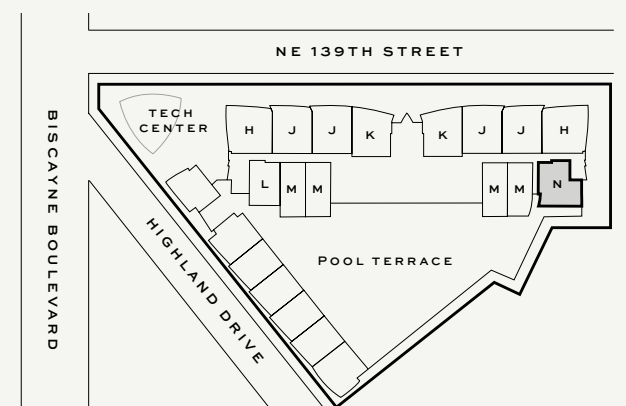 NE 139TH STREET
TECH
CENTER
H J J K K J J H
L M M M M N
BISCAYNE BOULEVARD
HIGHLAND DRIVE
POOL TERRACE